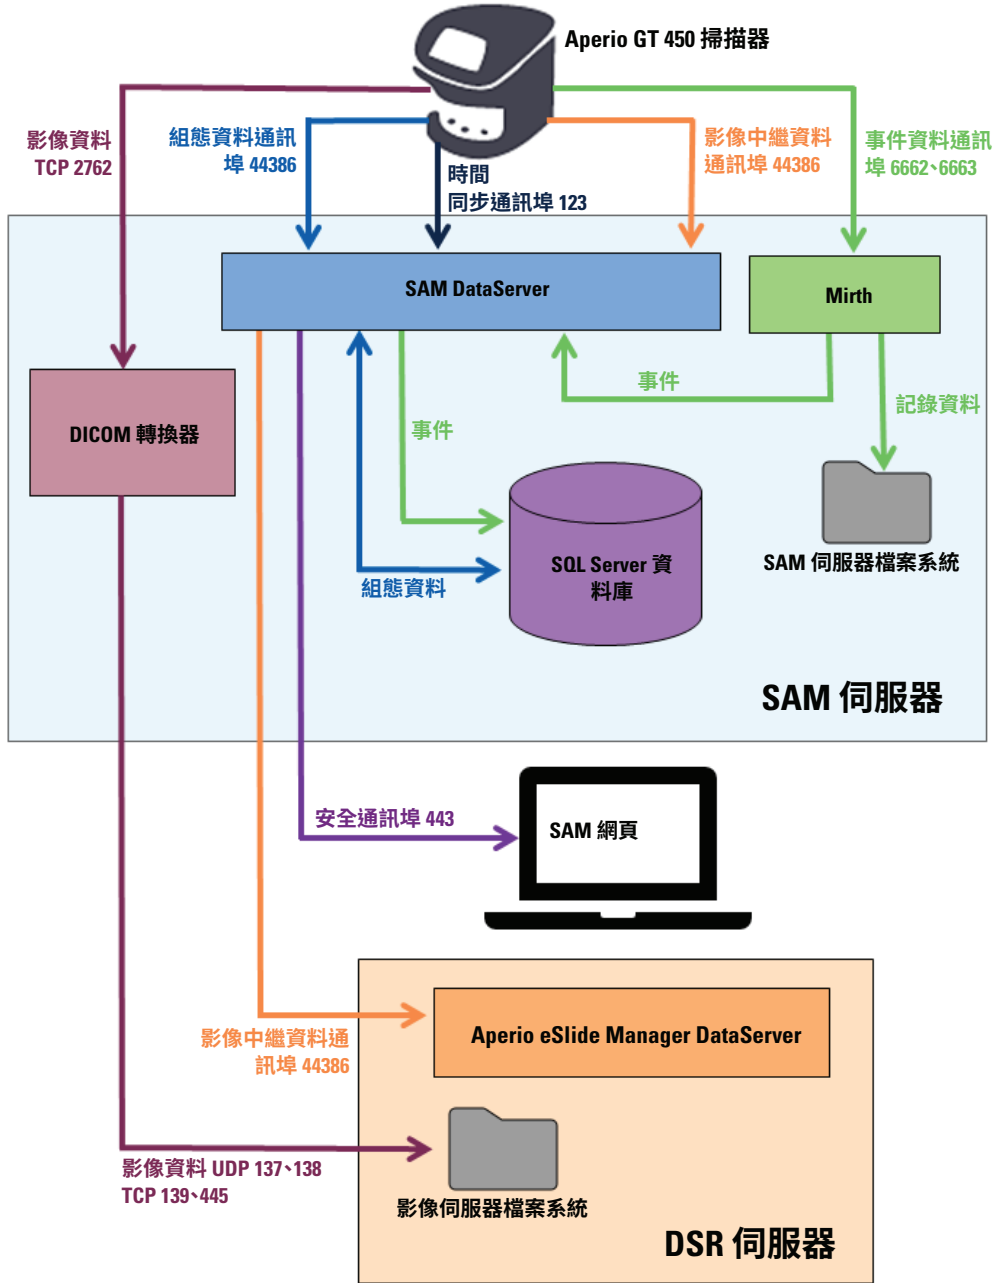 Aperio GT 450 掃描器
影像資料
TCP 2762
組態資料通訊
埠 44386
時間
同步通訊埠 123
影像中繼資料
通訊埠 44386
事件資料通訊
埠 6662、6663
SAM DataServer
Mirth
DICOM 轉換器
事件
事件
記錄資料
SQL Server 資
料庫
SAM 伺服器檔案系統
組態資料
SAM 伺服器
安全通訊埠 443
SAM 網頁
影像中繼資料通
訊埠 44386
Aperio eSlide Manager DataServer
影像資料 UDP 137、138
TCP 139、445
影像伺服器檔案系統
DSR 伺服器